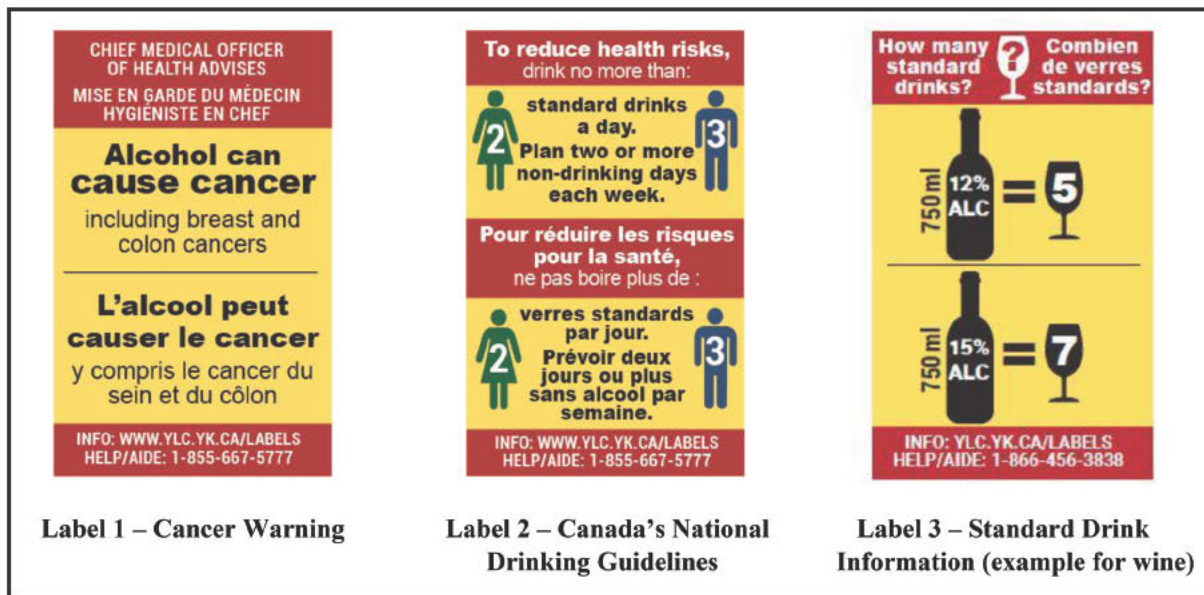 CHIEF MEDICAL OFFICER
OF HEALTH ADVISES
MISE EN GARDE DU MÉDECIN
HYGIÉNISTE EN CHEF
Alcohol can
cause cancer
including breast and
colon cancers
L'alcool peut
causer le cancer
y compris le cancer du
sein et du côlon
INFO: WWW.YLC.YK.CA/LABELS
HELP/AIDE: 1-855-667-5777
Label 1 – Cancer Warning
To reduce health risks,
drink no more than:
2
standard drinks
a day.
Plan two or more
non-drinking days
each week.
3
Pour réduire les risques
pour la santé,
ne pas boire plus de :
2
verres standards
par jour.
Prévoir deux
jours ou plus
sans alcool par
semaine.
3
INFO: WWW.YLC.YK.CA/LABELS
HELP/AIDE: 1-855-667-5777
Label 2 – Canada's National
Drinking Guidelines
How many
standard
drinks?
?
Combien
de verres
standards?
750 ml
12%
ALC
=
5
750 ml
15%
ALC
=
7
INFO: YLC.YK.CA/LABELS
HELP/AIDE: 1-866-456-3838
Label 3 – Standard Drink
Information (example for wine)